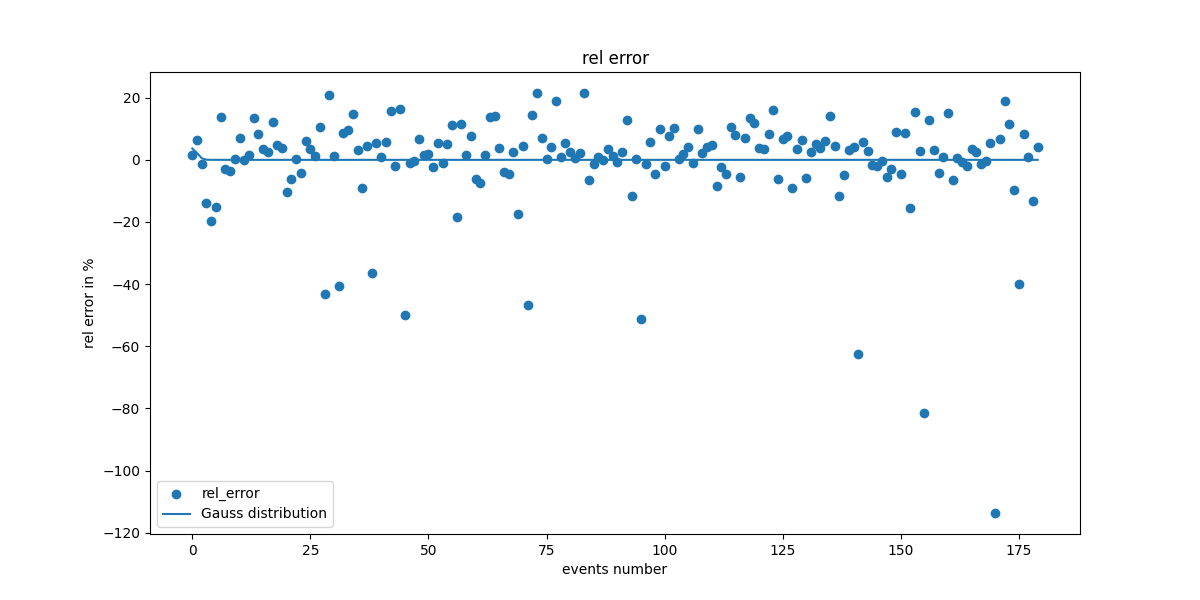 rel error
20
0
−20
−40
−60
−80
−100
−120
rel error in %
rel_error
Gauss distribution
0 25 50 75 100 125 150 175
events number